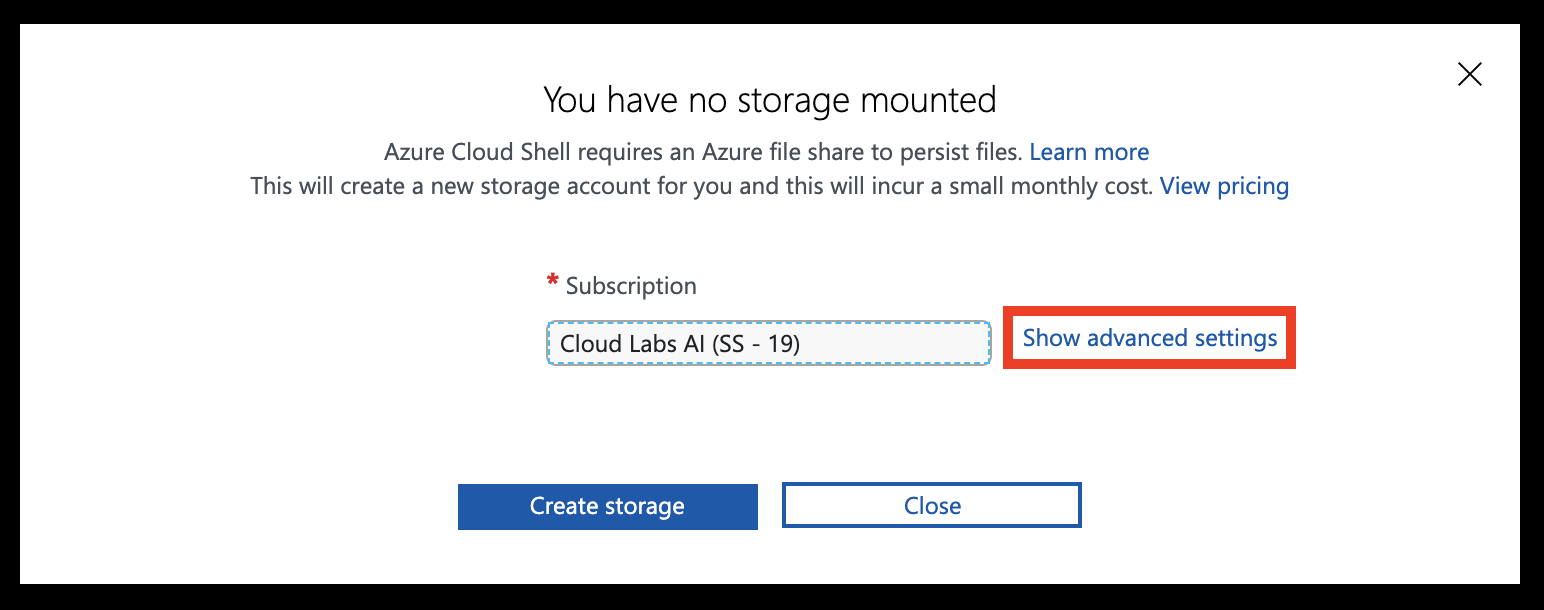 You have no storage mounted
Azure Cloud Shell requires an Azure file share to persist files. Learn more
This will create a new storage account for you and this will incur a small monthly cost. View pricing
* Subscription
Cloud Labs AI (SS - 19)
Show advanced settings
Create storage
Close